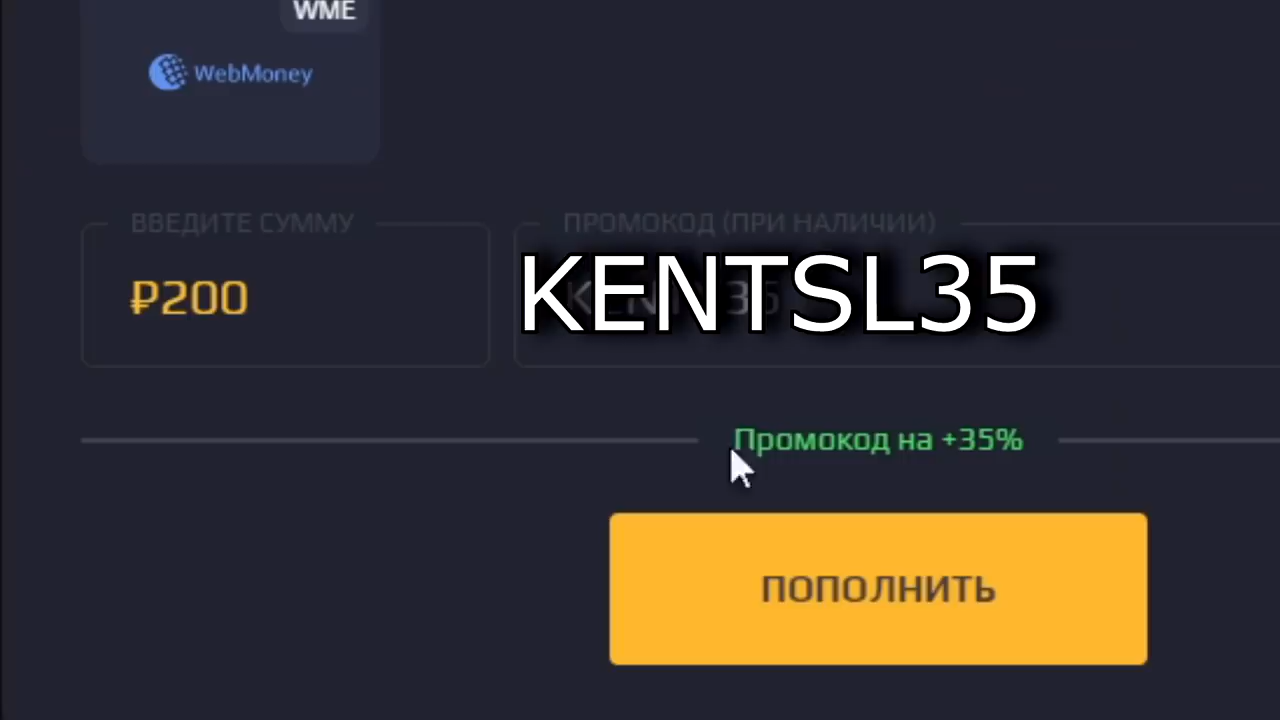 WME
WebMoney
ВВЕДИТЕ СУММУ
ПРОМОКОД (ПРИ НАЛИЧИИ)
₽200
KENTSL35
Промокод на +35%
ПОПОЛНИТЬ